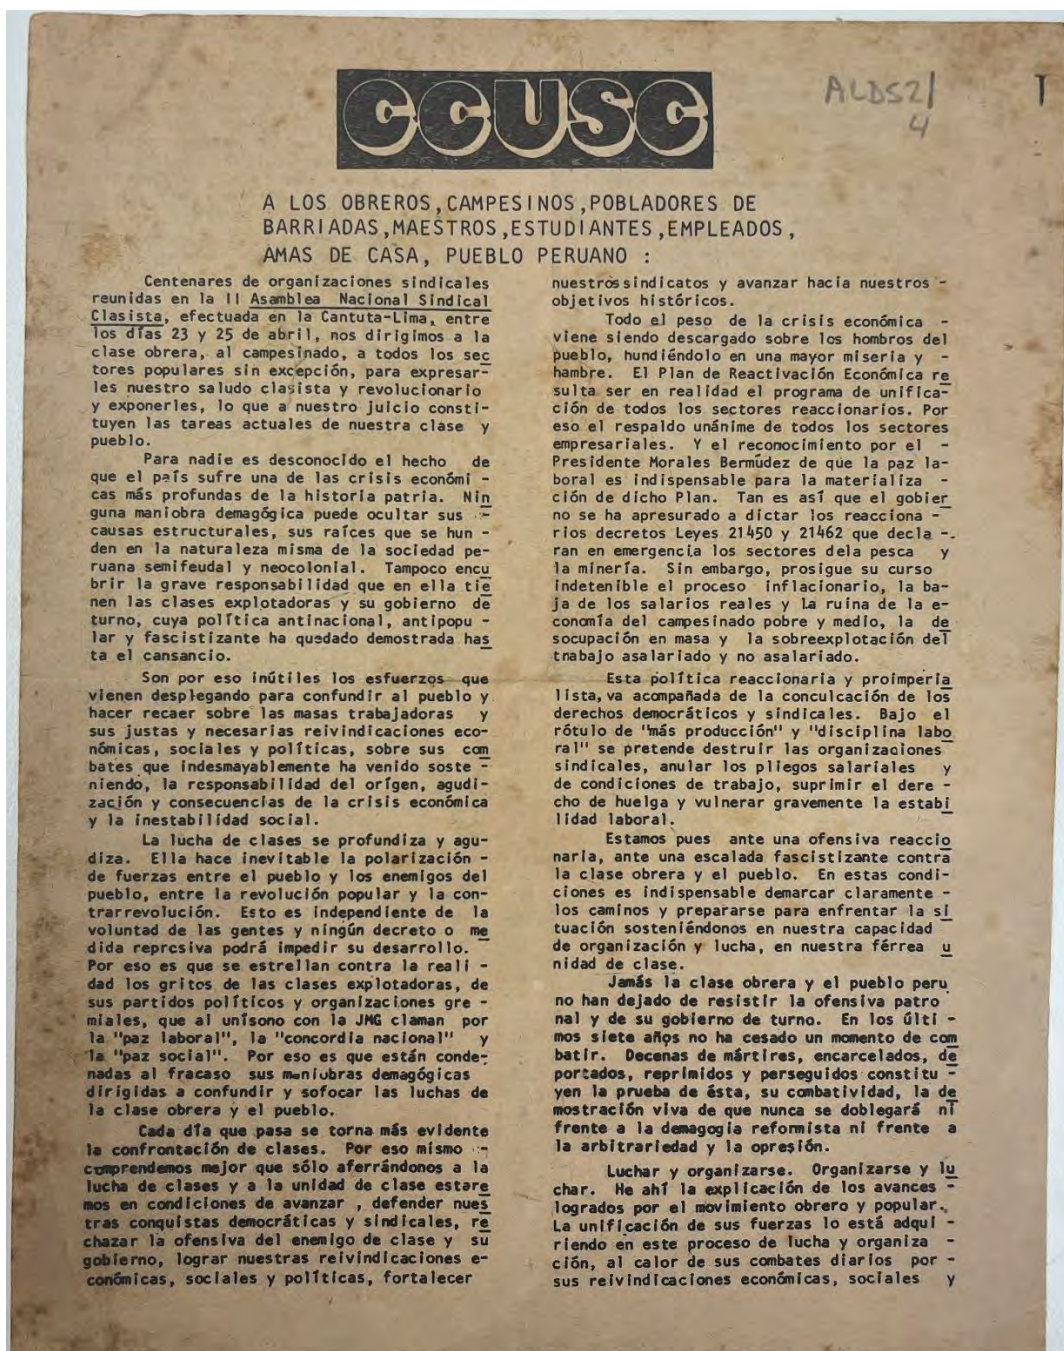 CCUSC
ALDS2/
4
T
A LOS OBREROS,CAMPESINOS,POBLADORES DE
BARRIADAS,MAESTROS,ESTUDIANTES,EMPLEADOS,
AMAS DE CASA, PUEBLO PERUANO :
Centenares de organizaciones sindicales
reunidas en la II Asamblea Nacional Sindical
Clasista, efectuada en la Cantuta-Lima, entre
los días 23 y 25 de abril, nos dirigimos a la
clase obrera, al campesinado, a todos los sec
tores populares sin excepción, para expresar-
les nuestro saludo clasista y revolucionario
y exponerles, lo que a nuestro juicio consti-
tuyen las tareas actuales de nuestra clase y
pueblo.
Para nadie es desconocido el hecho de
que el país sufre una de las crisis económi -
cas más profundas de la historia patria. Nin
guna maniobra demagógica puede ocultar sus -
causas estructurales, sus raíces que se hun -
den en la naturaleza misma de la sociedad pe-
ruana semifeudal y neocolonial. Tampoco encu
brir la grave responsabilidad que en ella tie
nen las clases explotadoras y su gobierno de
turno, cuya política antinacional, antipopu -
lar y fascistizante ha quedado demostrada has
ta el cansancio.
Son por eso inútiles los esfuerzos que
vienen desplegando para confundir al pueblo y
hacer recaer sobre las masas trabajadoras y
sus justas y necesarias reivindicaciones eco-
nómicas, sociales y políticas, sobre sus com
bates que indesmayablemente ha venido soste -
niendo, la responsabilidad del orígen, agudi-
zación y consecuencias de la crisis económica
y la inestabilidad social.
La lucha de clases se profundiza y agu-
diza. Ella hace inevitable la polarización -
de fuerzas entre el pueblo y los enemigos del
pueblo, entre la revolución popular y la con-
trarrevolución. Esto es independiente de la
voluntad de las gentes y ningún decreto o me
dida represiva podrá impedir su desarrollo.
Por eso es que se estrellan contra la reali -
dad los gritos de las clases explotadoras, de
sus partidos políticos y organizaciones gre -
miales, que al unísono con la JMG claman por
la "paz laboral", la "concordia nacional" y
la "paz social". Por eso es que están conde-
nadas al fracaso sus maniobras demagógicas
dirigidas a confundir y sofocar las luchas de
la clase obrera y el pueblo.
Cada día que pasa se torna más evidente
la confrontación de clases. Por eso mismo -
comprendemos mejor que sólo aferrándonos a la
lucha de clases y a la unidad de clase estare
mos en condiciones de avanzar , defender nues
tras conquistas democráticas y sindicales, re
chazar la ofensiva del enemigo de clase y su
gobierno, lograr nuestras reivindicaciones e-
conómicas, sociales y políticas, fortalecer
nuestros sindicatos y avanzar hacia nuestros -
objetivos históricos.
Todo el peso de la crisis económica -
viene siendo descargado sobre los hombros del
pueblo, hundiéndolo en una mayor miseria y -
hambre. El Plan de Reactivación Económica re
sulta ser en realidad el programa de unifica-
ción de todos los sectores reaccionarios. Por
eso el respaldo unánime de todos los sectores
empresariales. Y el reconocimiento por el -
Presidente Morales Bermúdez de que la paz la-
boral es indispensable para la materializa -
ción de dicho Plan. Tan es así que el gobier
no se ha apresurado a dictar los reacciona -
rios decretos Leyes 21450 y 21462 que decla -.
ran en emergencia los sectores dela pesca y
la minería. Sin embargo, prosigue su curso
indetenible el proceso inflacionario, la ba-
ja de los salarios reales y la ruina de la e-
conomía del campesinado pobre y medio, la de
socupación en masa y la sobreexplotación del
trabajo asalariado y no asalariado.
Esta política reaccionaria y proimperia
lista,va acompañada de la conculcación de los
derechos democráticos y sindicales. Bajo el
rótulo de "más producción" y "disciplina labo
ral" se pretende destruir las organizaciones
sindicales, anular los pliegos salariales y
de condiciones de trabajo, suprimir el dere -
cho de huelga y vulnerar gravemente la estabi
lidad laboral.
Estamos pues ante una ofensiva reaccio
naria, ante una escalada fascistizante contra
la clase obrera y el pueblo. En estas condi-
ciones es indispensable demarcar claramente -
los caminos y prepararse para enfrentar la si
tuación sosteniéndonos en nuestra capacidad
de organización y lucha, en nuestra férrea u
nidad de clase.
Jamás la clase obrera y el pueblo peru
no han dejado de resistir la ofensiva patro
nal y de su gobierno de turno. En los últi -
mos siete años no ha cesado un momento de com
batir. Decenas de mártires, encarcelados, de
portados, reprimidos y perseguidos constitu -
yen la prueba de ésta, su combatividad, la de
mostración viva de que nunca se doblegará ni
frente a la demagogia reformista ni frente a
la arbitrariedad y la opresión.
Luchar y organizarse. Organizarse y lu
char. He ahí la explicación de los avances -
logrados por el movimiento obrero y popular.
La unificación de sus fuerzas lo está adqui -
riendo en este proceso de lucha y organiza -
ción, al calor de sus combates diarios por -
sus reivindicaciones económicas, sociales y